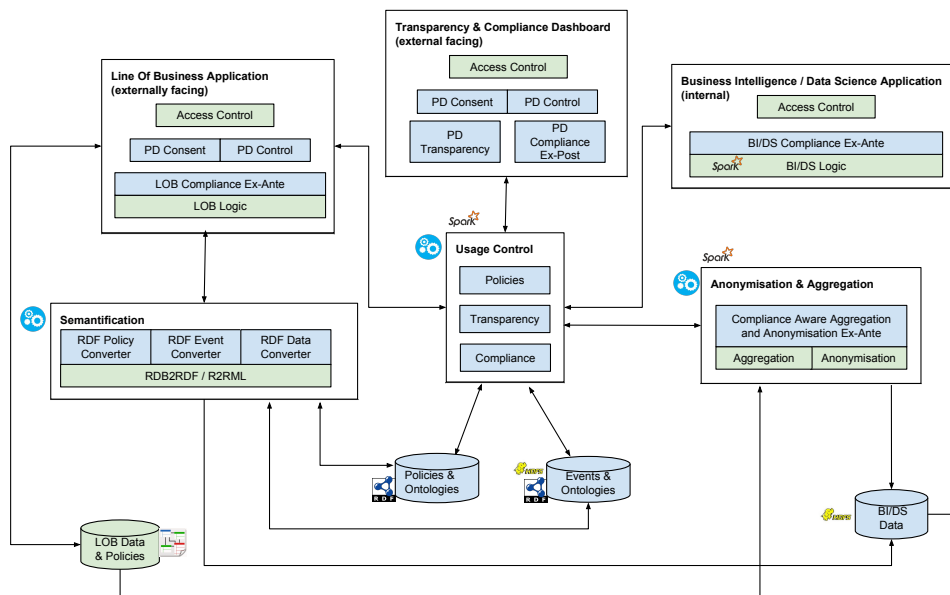 Transparency & Compliance Dashboard
(external facing)
Access Control
PD Consent
PD Control
PD
Transparency
PD
Compliance
Ex-Post
Line Of Business Application
(externally facing)
Access Control
PD Consent
PD Control
LOB Compliance Ex-Ante
LOB Logic
Business Intelligence / Data Science Application
(internal)
Access Control
BI/DS Compliance Ex-Ante
Spark
BI/DS Logic
Spark
Usage Control
Policies
Transparency
Compliance
Spark
Anonymisation & Aggregation
Compliance Aware Aggregation
and Anonymisation Ex-Ante
Aggregation
Anonymisation
Semantification
RDF Policy
Converter
RDF Event
Converter
RDF Data
Converter
RDB2RDF / R2RML
Policies &
Ontologies
RDF
Events &
Ontologies
HDFS
RDF
BI/DS
Data
HDFS
LOB Data
& Policies